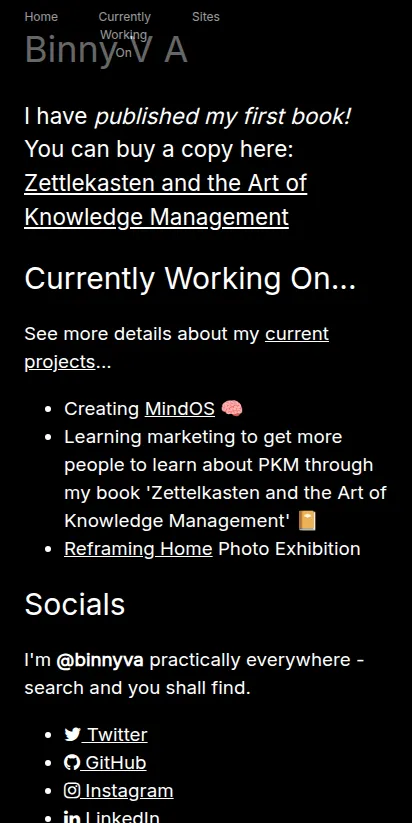 Home
Currently
Working
On
Sites
Binny V A
I have published my first book!
You can buy a copy here:
Zettlekasten and the Art of
Knowledge Management
Currently Working On...
See more details about my current
projects...
Creating MindOS 🧠
Learning marketing to get more
people to learn about PKM through
my book 'Zettelkasten and the Art of
Knowledge Management' 📔
Reframing Home Photo Exhibition
Socials
I'm @binnyva practically everywhere -
search and you shall find.
Twitter
GitHub
Instagram
LinkedIn